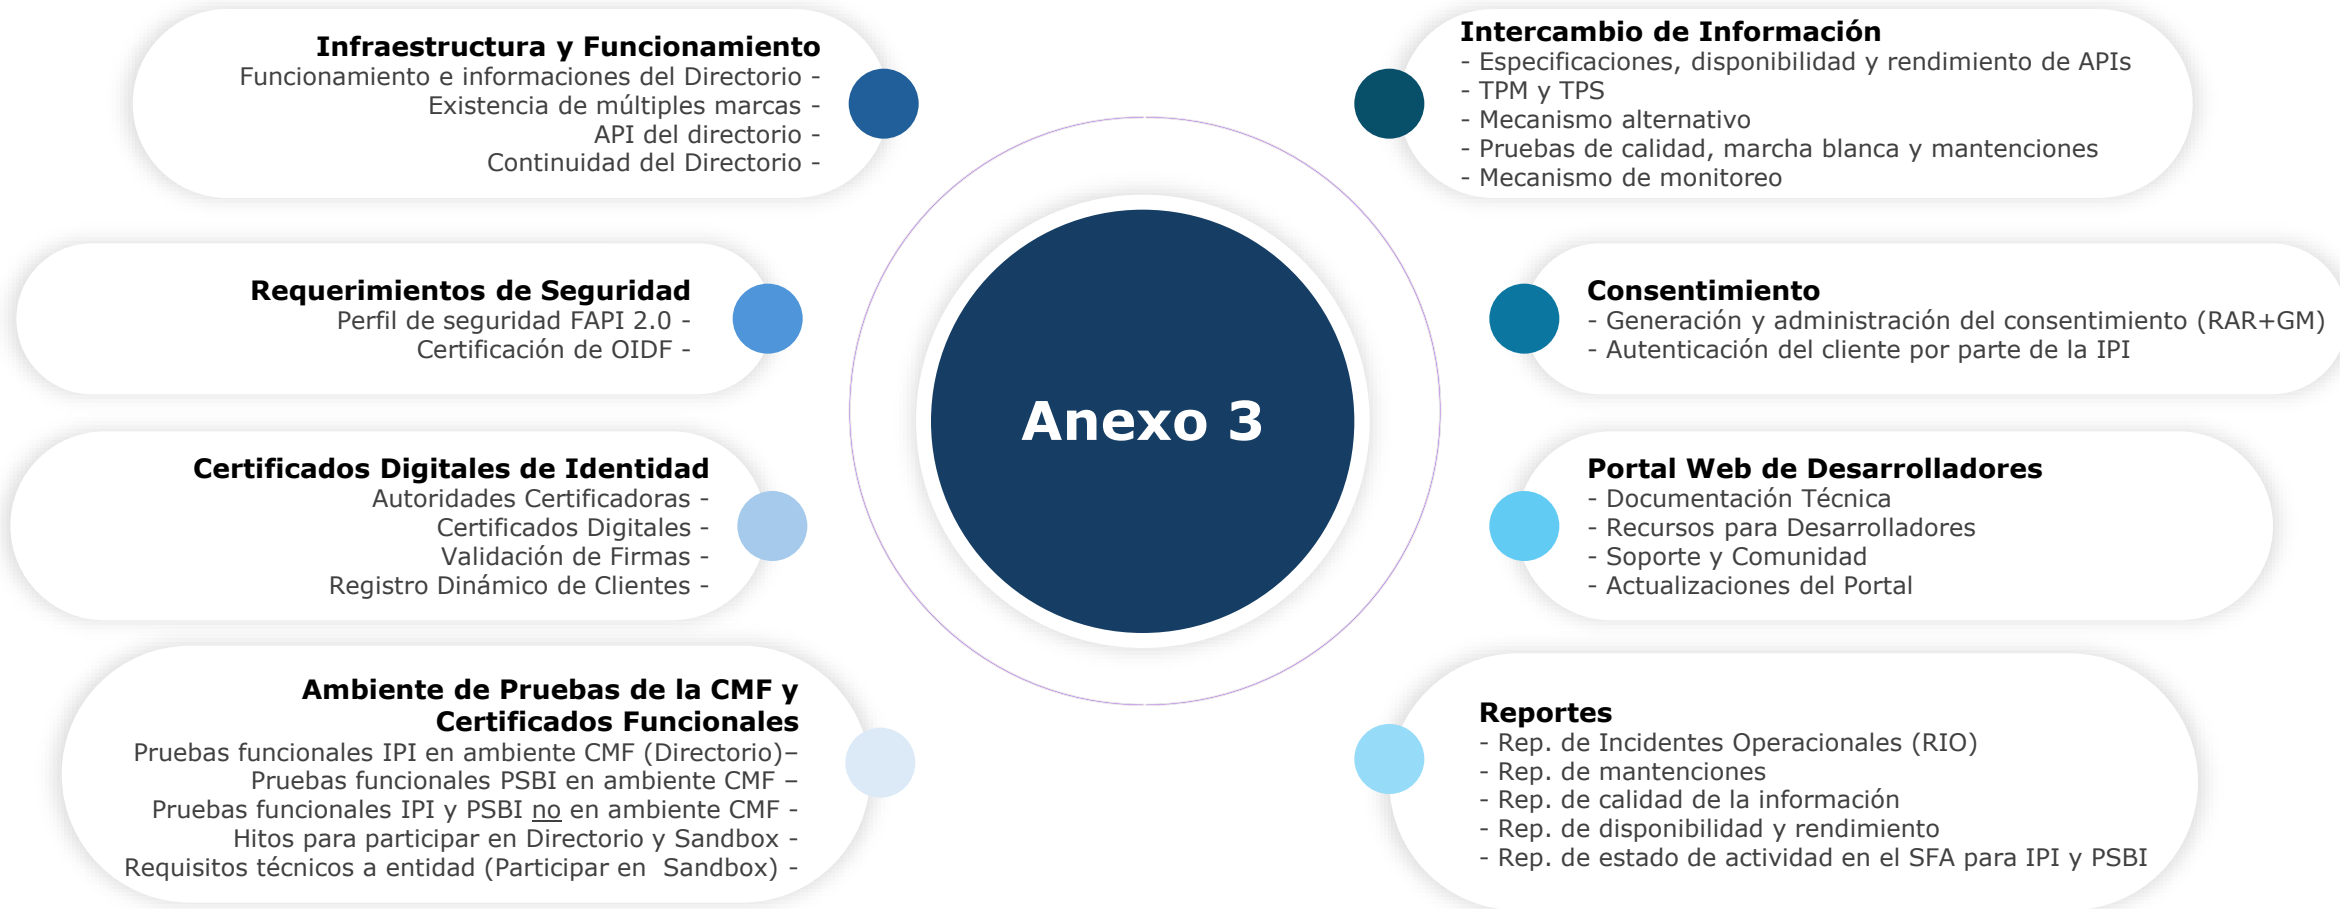 Infraestructura y Funcionamiento
Funcionamiento e informaciones del Directorio -
Existencia de múltiples marcas -
API del directorio -
Continuidad del Directorio -
Requerimientos de Seguridad
Perfil de seguridad FAPI 2.0 -
Certificación de OIDF -
Certificados Digitales de Identidad
Autoridades Certificadoras -
Certificados Digitales -
Validación de Firmas -
Registro Dinámico de Clientes -
Ambiente de Pruebas de la CMF y
Certificados Funcionales
Pruebas funcionales IPI en ambiente CMF (Directorio)–
Pruebas funcionales PSBI en ambiente CMF –
Pruebas funcionales IPI y PSBI no en ambiente CMF -
Hitos para participar en Directorio y Sandbox -
Requisitos técnicos a entidad (Participar en  Sandbox) -
Anexo 3
Intercambio de Información
- Especificaciones, disponibilidad y rendimiento de APIs
- TPM y TPS
- Mecanismo alternativo
- Pruebas de calidad, marcha blanca y mantenciones
- Mecanismo de monitoreo
Consentimiento
- Generación y administración del consentimiento (RAR+GM)
- Autenticación del cliente por parte de la IPI
Portal Web de Desarrolladores
- Documentación Técnica
- Recursos para Desarrolladores
- Soporte y Comunidad
- Actualizaciones del Portal
Reportes
- Rep. de Incidentes Operacionales (RIO)
- Rep. de mantenciones
- Rep. de calidad de la información
- Rep. de disponibilidad y rendimiento
- Rep. de estado de actividad en el SFA para IPI y PSBI